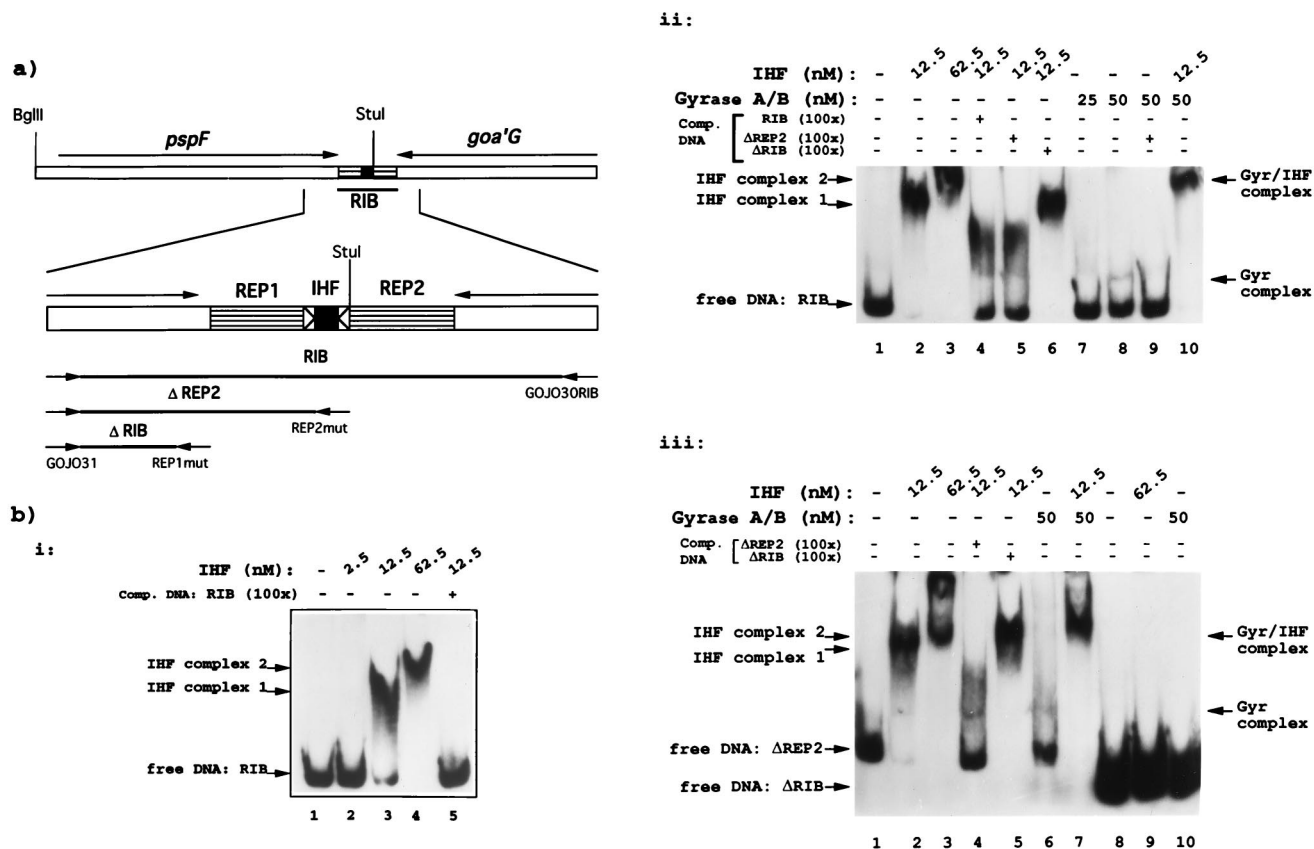 a)
BglII
StuI
pspF
goa'G
RIB
StuI
REP1 IHF REP2
RIB
GOJO30RIB
Δ REP2
REP2mut
Δ RIB
GOJO31 REP1mut
b)
i:
IHF (nM): - 2.5 12.5 62.5 12.5
Comp. DNA: RIB (100x) - - - - +
IHF complex 2
IHF complex 1
free DNA: RIB
1 2 3 4 5
ii:
IHF (nM): - 12.5 62.5 12.5 12.5 12.5 - - - 12.5
Gyrase A/B (nM): - - - - - - 25 50 50 50
Comp. DNA
RIB (100x) - - - + - - - - - -
ΔREP2 (100x) - - - - + - - - + -
ΔRIB (100x) - - - - - + - - - -
IHF complex 2
IHF complex 1
free DNA: RIB
Gyr/IHF complex
Gyr complex
1 2 3 4 5 6 7 8 9 10
iii:
IHF (nM): - 12.5 62.5 12.5 12.5 - 12.5 - 62.5 -
Gyrase A/B (nM): - - - - - 50 50 - - 50
Comp. DNA
ΔREP2 (100x) - - - + - - - - - -
ΔRIB (100x) - - - - + - - - - -
IHF complex 2
IHF complex 1
free DNA: ΔREP2
free DNA: ΔRIB
Gyr/IHF complex
Gyr complex
1 2 3 4 5 6 7 8 9 10